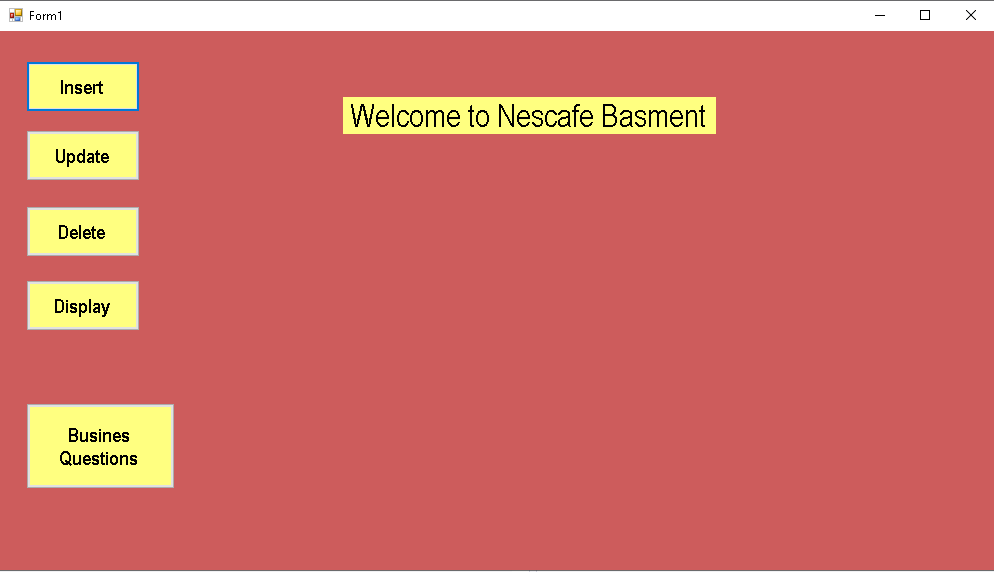 Form1
Insert
Welcome to Nescafe Basment
Update
Delete
Display
Busines
Questions